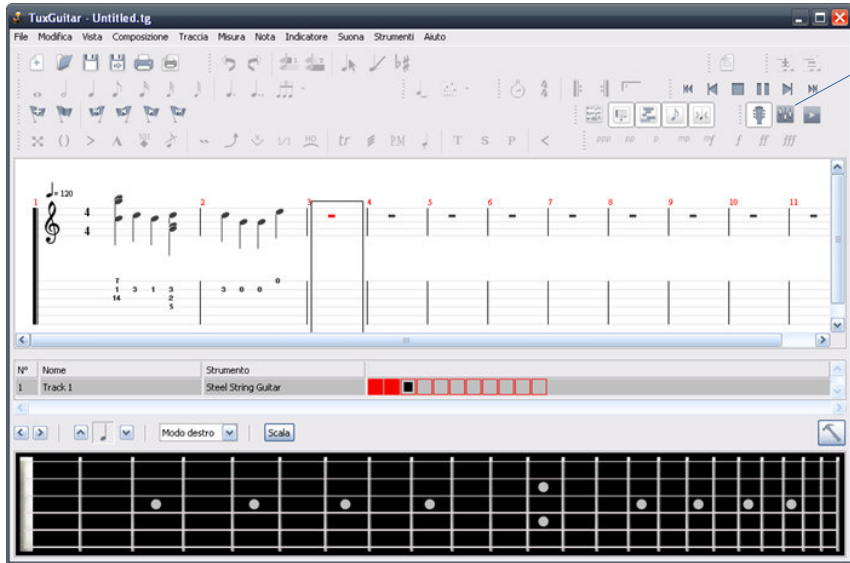 TuxGuitar - Untitled.tg
File Modifica Vista Composizione Traccia Misura Nota Indicatore Suona Strumenti Aiuto
NH HO tr P.M T S P < ppp pp p mp mf f ff fff
= 120
1 2 3 4 5 6 7 8 9 10 11
4
4
7 0
1 3 1 3 3 0 0
14 2
5
N° Nome Strumento
1 Track 1 Steel String Guitar
Modo destro Scala